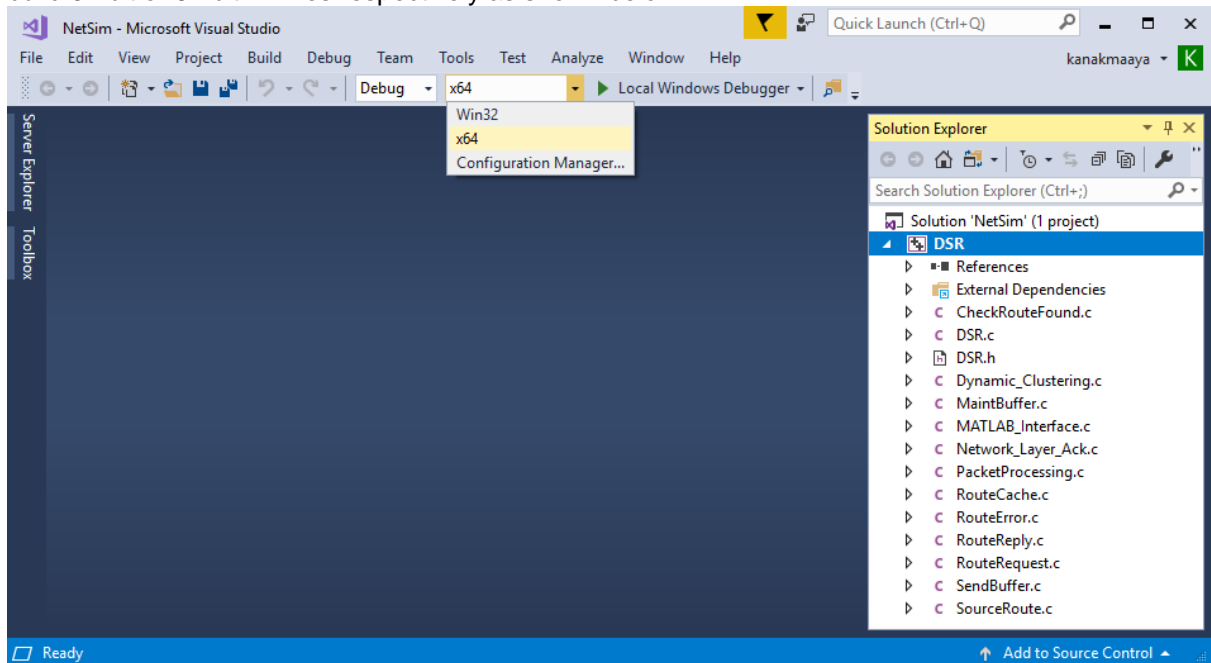 NetSim - Microsoft Visual Studio
Quick Launch (Ctrl+Q)
File Edit View Project Build Debug Team Tools Test Analyze Window Help
kanakmaaya K
Debug x64 Local Windows Debugger
Win32
x64
Configuration Manager...
Server Explorer
Toolbox
Solution Explorer
Search Solution Explorer (Ctrl+;)
Solution 'NetSim' (1 project)
DSR
References
External Dependencies
CheckRouteFound.c
DSR.c
DSR.h
Dynamic_Clustering.c
MaintBuffer.c
MATLAB_Interface.c
Network_Layer_Ack.c
PacketProcessing.c
RouteCache.c
RouteError.c
RouteReply.c
RouteRequest.c
SendBuffer.c
SourceRoute.c
Ready
Add to Source Control